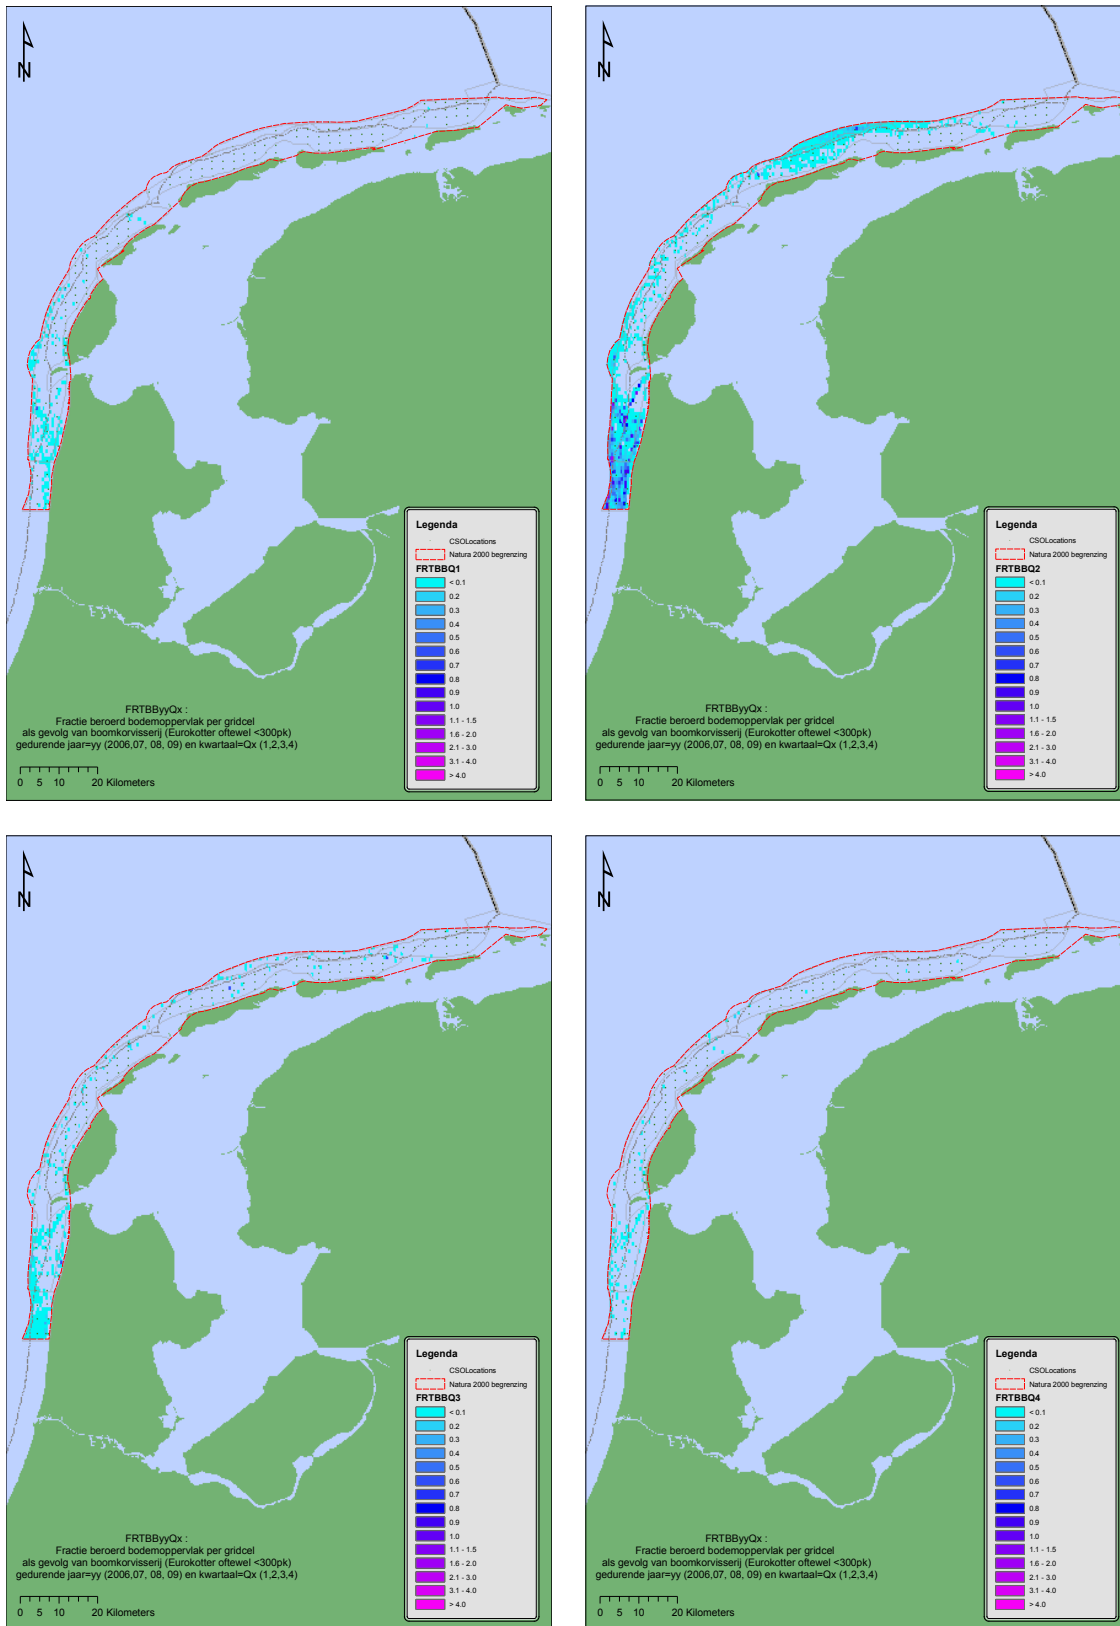 N
Legenda
CSOLocations
Natura 2000 begrenzing
FRTBBQ1
< 0.1
0.2
0.3
0.4
0.5
0.6
0.7
0.8
0.9
1.0
1.1 - 1.5
1.6 - 2.0
2.1 - 3.0
3.1 - 4.0
> 4.0
FRTBByyQx :
Fractie beroerd bodemoppervlak per gridcel
als gevolg van boomkorvisserij (Eurokotter oftewel <300pk)
gedurende jaar=yy (2006,07, 08, 09) en kwartaal=Qx (1,2,3,4)
0 5 10 20 Kilometers
N
Legenda
CSOLocations
Natura 2000 begrenzing
FRTBBQ2
< 0.1
0.2
0.3
0.4
0.5
0.6
0.7
0.8
0.9
1.0
1.1 - 1.5
1.6 - 2.0
2.1 - 3.0
3.1 - 4.0
> 4.0
FRTBByyQx :
Fractie beroerd bodemoppervlak per gridcel
als gevolg van boomkorvisserij (Eurokotter oftewel <300pk)
gedurende jaar=yy (2006,07, 08, 09) en kwartaal=Qx (1,2,3,4)
0 5 10 20 Kilometers
N
Legenda
CSOLocations
Natura 2000 begrenzing
FRTBBQ3
< 0.1
0.2
0.3
0.4
0.5
0.6
0.7
0.8
0.9
1.0
1.1 - 1.5
1.6 - 2.0
2.1 - 3.0
3.1 - 4.0
> 4.0
FRTBByyQx :
Fractie beroerd bodemoppervlak per gridcel
als gevolg van boomkorvisserij (Eurokotter oftewel <300pk)
gedurende jaar=yy (2006,07, 08, 09) en kwartaal=Qx (1,2,3,4)
0 5 10 20 Kilometers
N
Legenda
CSOLocations
Natura 2000 begrenzing
FRTBBQ4
< 0.1
0.2
0.3
0.4
0.5
0.6
0.7
0.8
0.9
1.0
1.1 - 1.5
1.6 - 2.0
2.1 - 3.0
3.1 - 4.0
> 4.0
FRTBByyQx :
Fractie beroerd bodemoppervlak per gridcel
als gevolg van boomkorvisserij (Eurokotter oftewel <300pk)
gedurende jaar=yy (2006,07, 08, 09) en kwartaal=Qx (1,2,3,4)
0 5 10 20 Kilometers